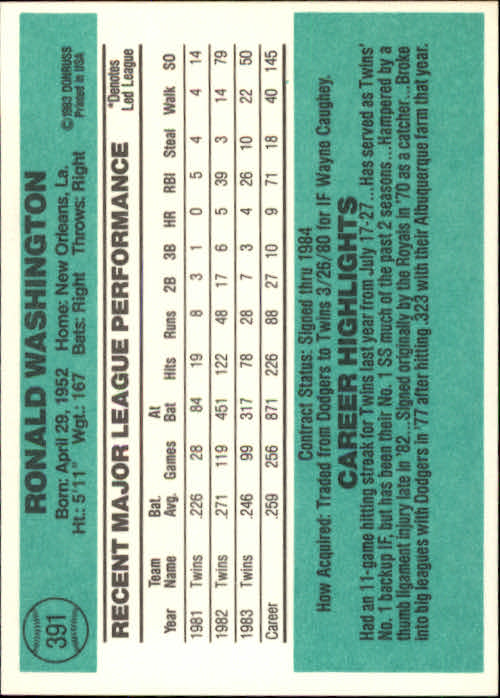 391
RONALD WASHINGTON
©1983 DONRUSS
Printed in USA
Born: April 29, 1952 Home: New Orleans, La.
Ht.: 5'11" Wgt.: 167 Bats: Right Throws: Right
RECENT MAJOR LEAGUE PERFORMANCE
*Denotes
Led League
Year Team Name Bat. Avg. Games At Bat Hits Runs 2B 3B HR RBI Steal Walk SO
1981 Twins .226 28 84 19 8 3 1 0 5 4 4 14
1982 Twins .271 119 451 122 48 17 6 5 39 3 14 79
1983 Twins .246 99 317 78 28 7 3 4 26 10 22 50
Career .259 256 871 226 88 27 10 9 71 18 40 145
Contract Status: Signed thru 1984
How Acquired: Traded from Dodgers to Twins 3/26/80 for IF Wayne Caughey.
CAREER HIGHLIGHTS
Had an 11-game hitting streak for Twins last year from July 17-27...Has served as Twins'
No. 1 backup IF, but has been their No. 1 SS much of the past 2 seasons...Hampered by a
thumb ligament injury late in '82...Signed originally by the Royals in '70 as a catcher...Broke
into big leagues with Dodgers in '77 after hitting .323 with their Albuquerque farm that year.